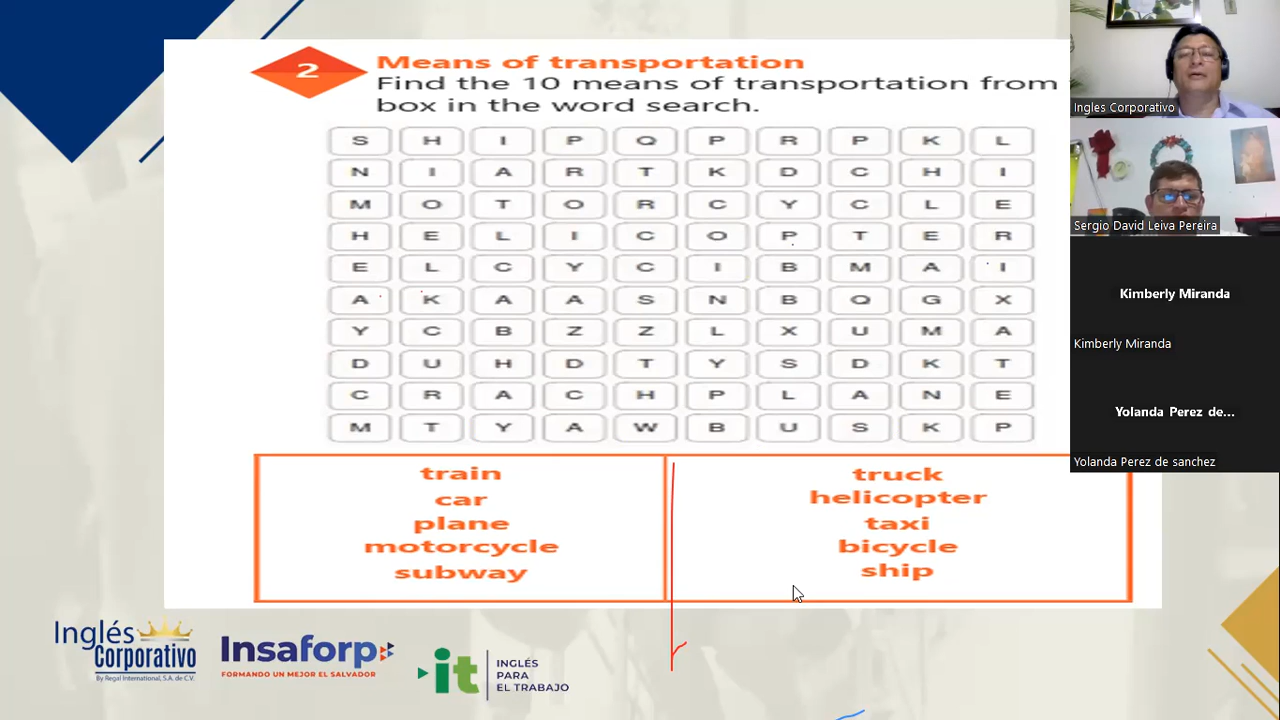 2
Means of transportation
Find the 10 means of transportation from
box in the word search.
S H I P Q P R P K L
N I A R T K D C H I
M O T O R C Y C L E
H E L I C O P T E R
E L C Y C I B M A I
A K A A S N B Q G X
Y C B Z Z L X U M A
D U H D T Y S D K T
C R A C H P L A N E
M T Y A W B U S K P
train
car
plane
motorcycle
subway
truck
helicopter
taxi
bicycle
ship
Inglés
Corporativo
By Regal International, S.A. de C.V.
Insaforp
FORMANDO UN MEJOR EL SALVADOR
it
INGLÉS
PARA
EL TRABAJO
Ingles Corporativo
Sergio David Leiva Pereira
Kimberly Miranda
Kimberly Miranda
Yolanda Perez de...
Yolanda Perez de sanchez